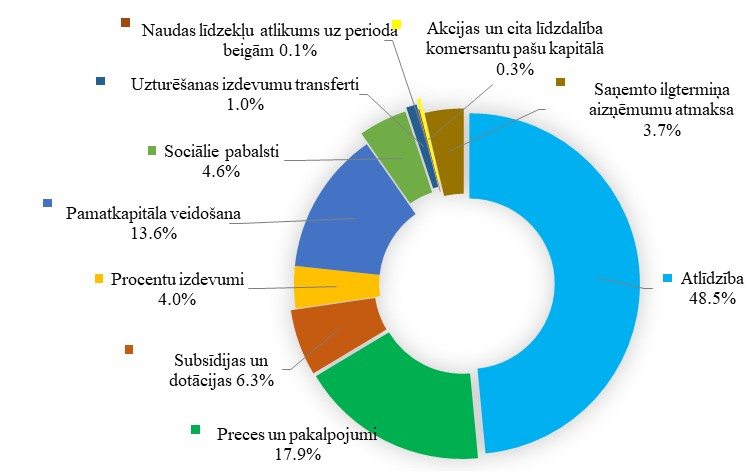 Naudas līdzekļu atlikums uz perioda
beigām 0.1%
Akcijas un cita līdzdalība
komersantu pašu kapitālā
0.3%
Uzturēšanas izdevumu transferti
1.0%
Saņemto ilgtermiņa
aizņēmumu atmaksa
3.7%
Sociālie pabalsti
4.6%
Pamatkapitāla veidošana
13.6%
Procentu izdevumi
4.0%
Atlīdzība
48.5%
Subsīdijas un
dotācijas 6.3%
Preces un pakalpojumi
17.9%